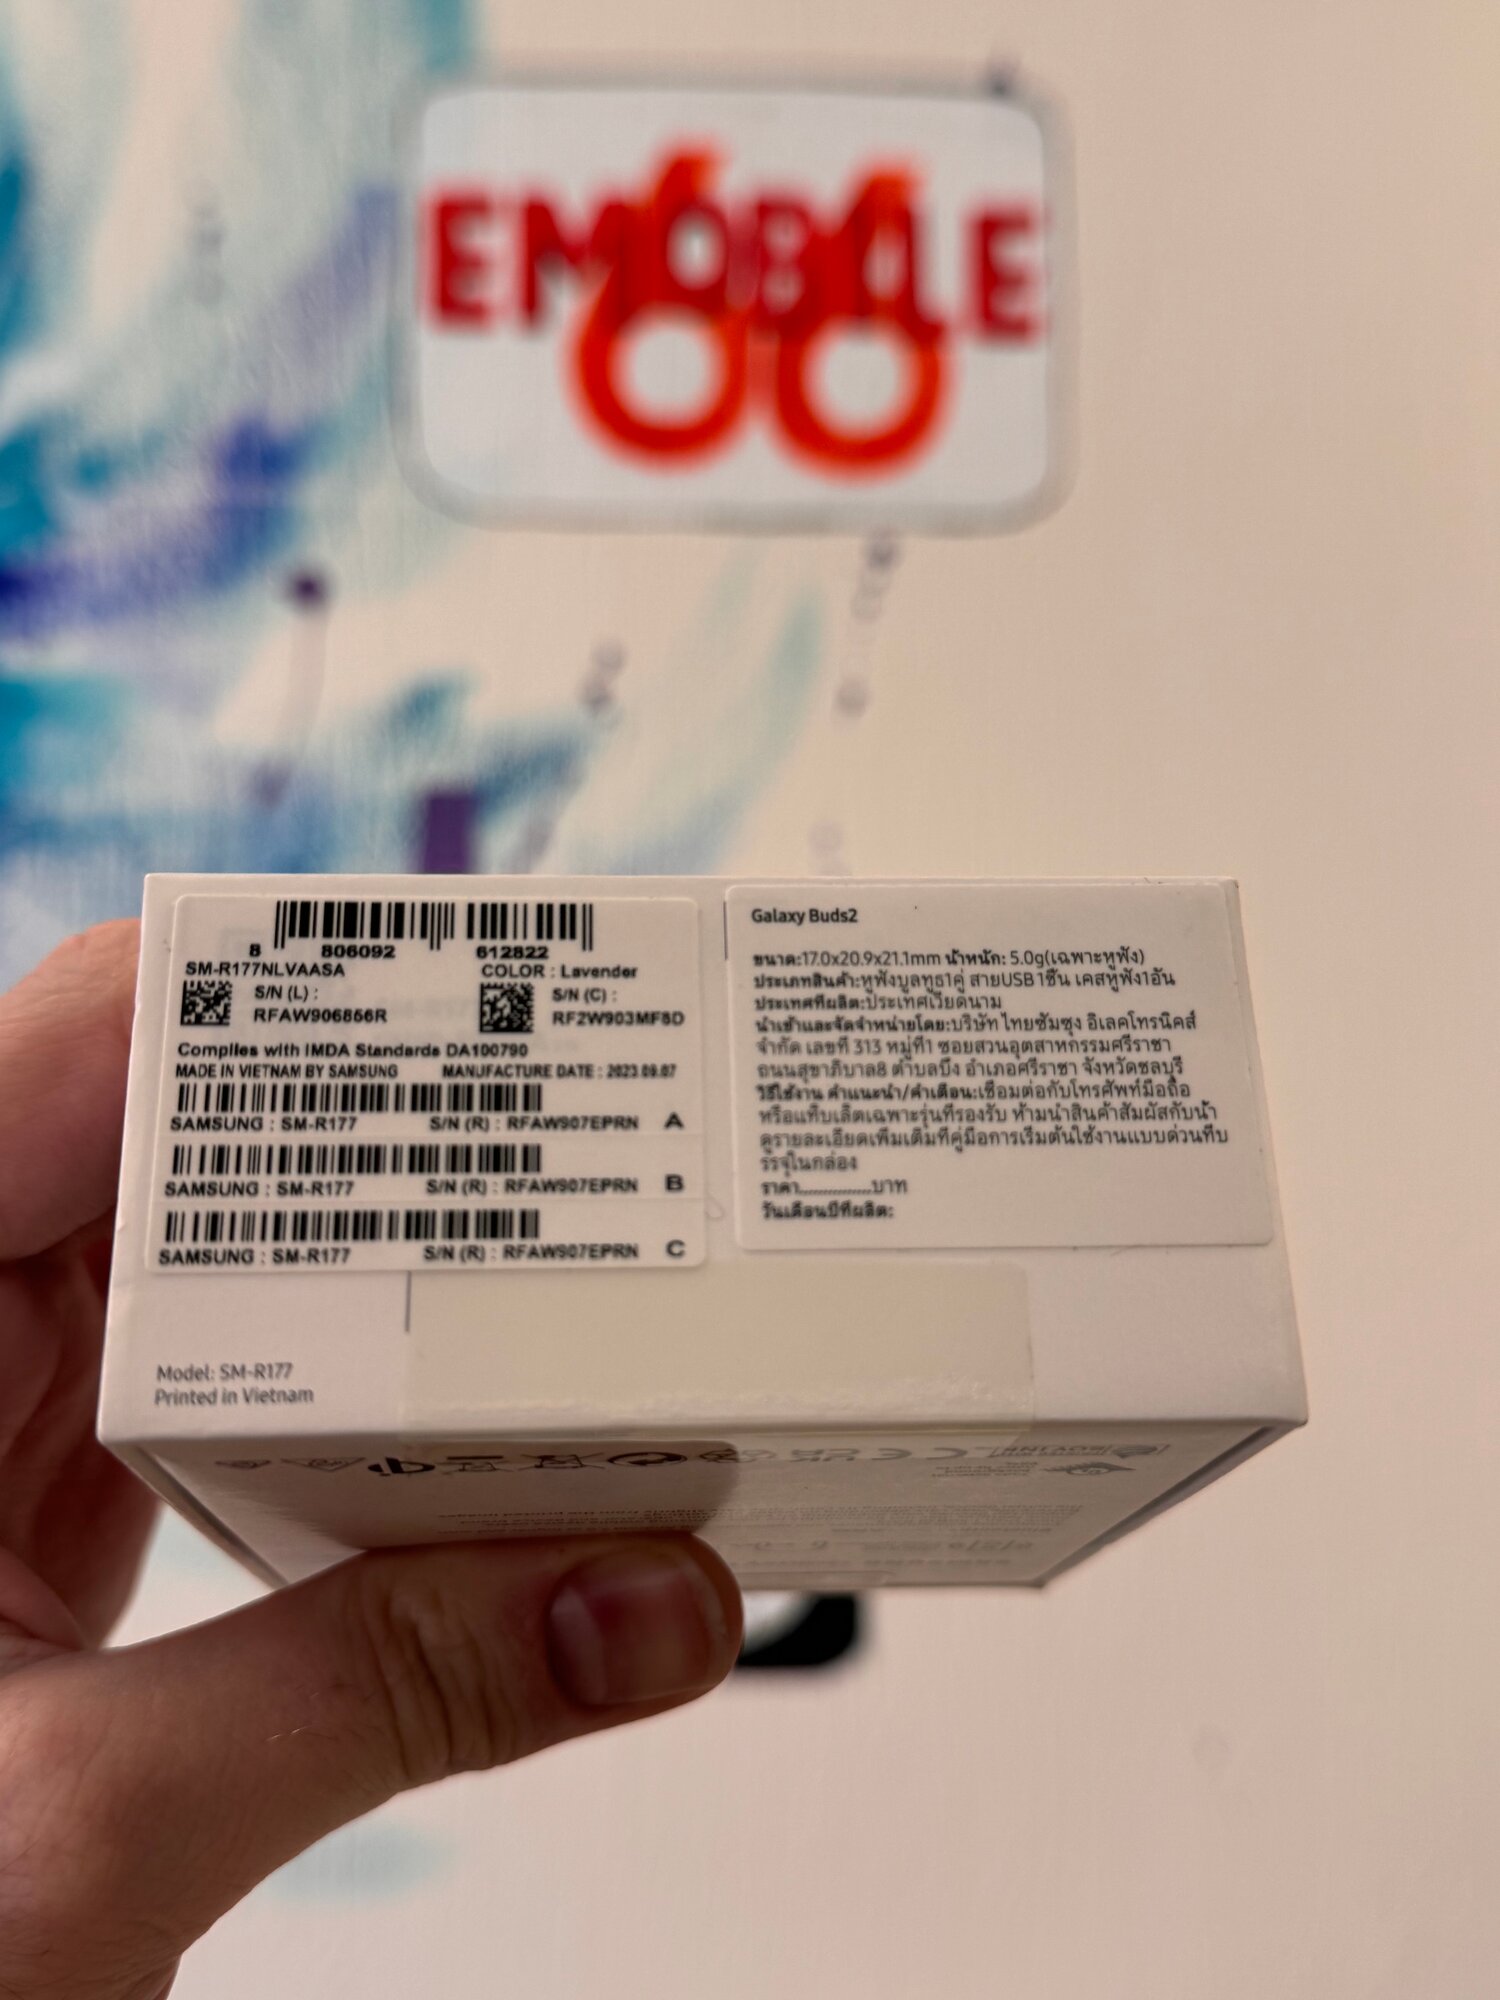 EMOBILE
66
8 806092 612822
SM-R177NLVAASA
COLOR : Lavender
S/N (L) :
RFAW906856R
S/N (C) :
RF2W903MF8D
Complies with IMDA Standards DA100790
MADE IN VIETNAM BY SAMSUNG
MANUFACTURE DATE : 2023.09.07
SAMSUNG : SM-R177 S/N (R) : RFAW907EPRN A
SAMSUNG : SM-R177 S/N (R) : RFAW907EPRN B
SAMSUNG : SM-R177 S/N (R) : RFAW907EPRN C
Galaxy Buds2
ขนาด:17.0x20.9x21.1mm น้ำหนัก: 5.0g(เฉพาะหูฟัง)
ประเภทสินค้า:หูฟังบูลทูธ1คู่ สายUSB1ชิ้น เคสหูฟัง1อัน
ประเทศที่ผลิต:ประเทศเวียดนาม
นำเข้าและจัดจำหน่ายโดย:บริษัท ไทยซัมซุง อิเลคโทรนิคส์
จำกัด เลขที่ 313 หมู่ที่1 ซอยสวนอุตสาหกรรมศรีราชา
ถนนสุขาภิบาล8 ตำบลบึง อำเภอศรีราชา จังหวัดชลบุรี
วิธีใช้งาน คำแนะนำ/คำเตือน:เชื่อมต่อกับโทรศัพท์มือถือ
หรือแท็บเล็ตเฉพาะรุ่นที่รองรับ ห้ามนำสินค้าสัมผัสกับน้ำ
ดูรายละเอียดเพิ่มเติมที่คู่มือการเริ่มต้นใช้งานแบบด่วนที่บ
รรจุในกล่อง
ราคา...............บาท
วันเดือนปีที่ผลิต:
Model: SM-R177
Printed in Vietnam